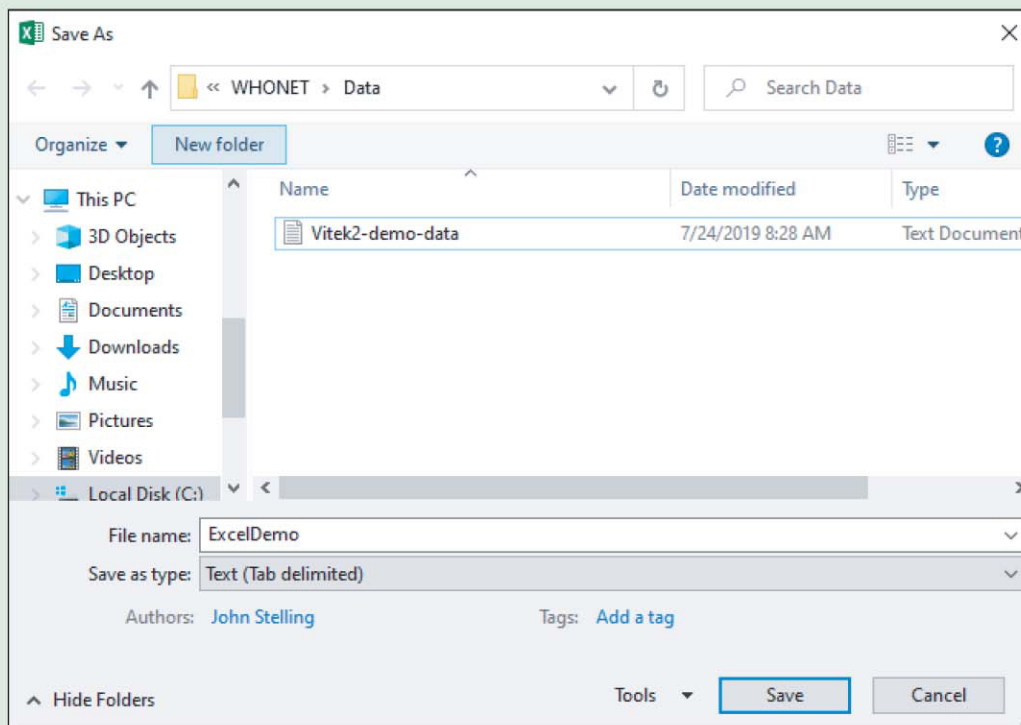 Save As
« WHONET › Data
Search Data
Organize
New folder
?
This PC
3D Objects
Desktop
Documents
Downloads
Music
Pictures
Videos
Local Disk (C:)
Name
Date modified
Type
Vitek2-demo-data
7/24/2019 8:28 AM
Text Document
File name: ExcelDemo
Save as type: Text (Tab delimited)
Authors: John Stelling Tags: Add a tag
Hide Folders
Tools
Save
Cancel